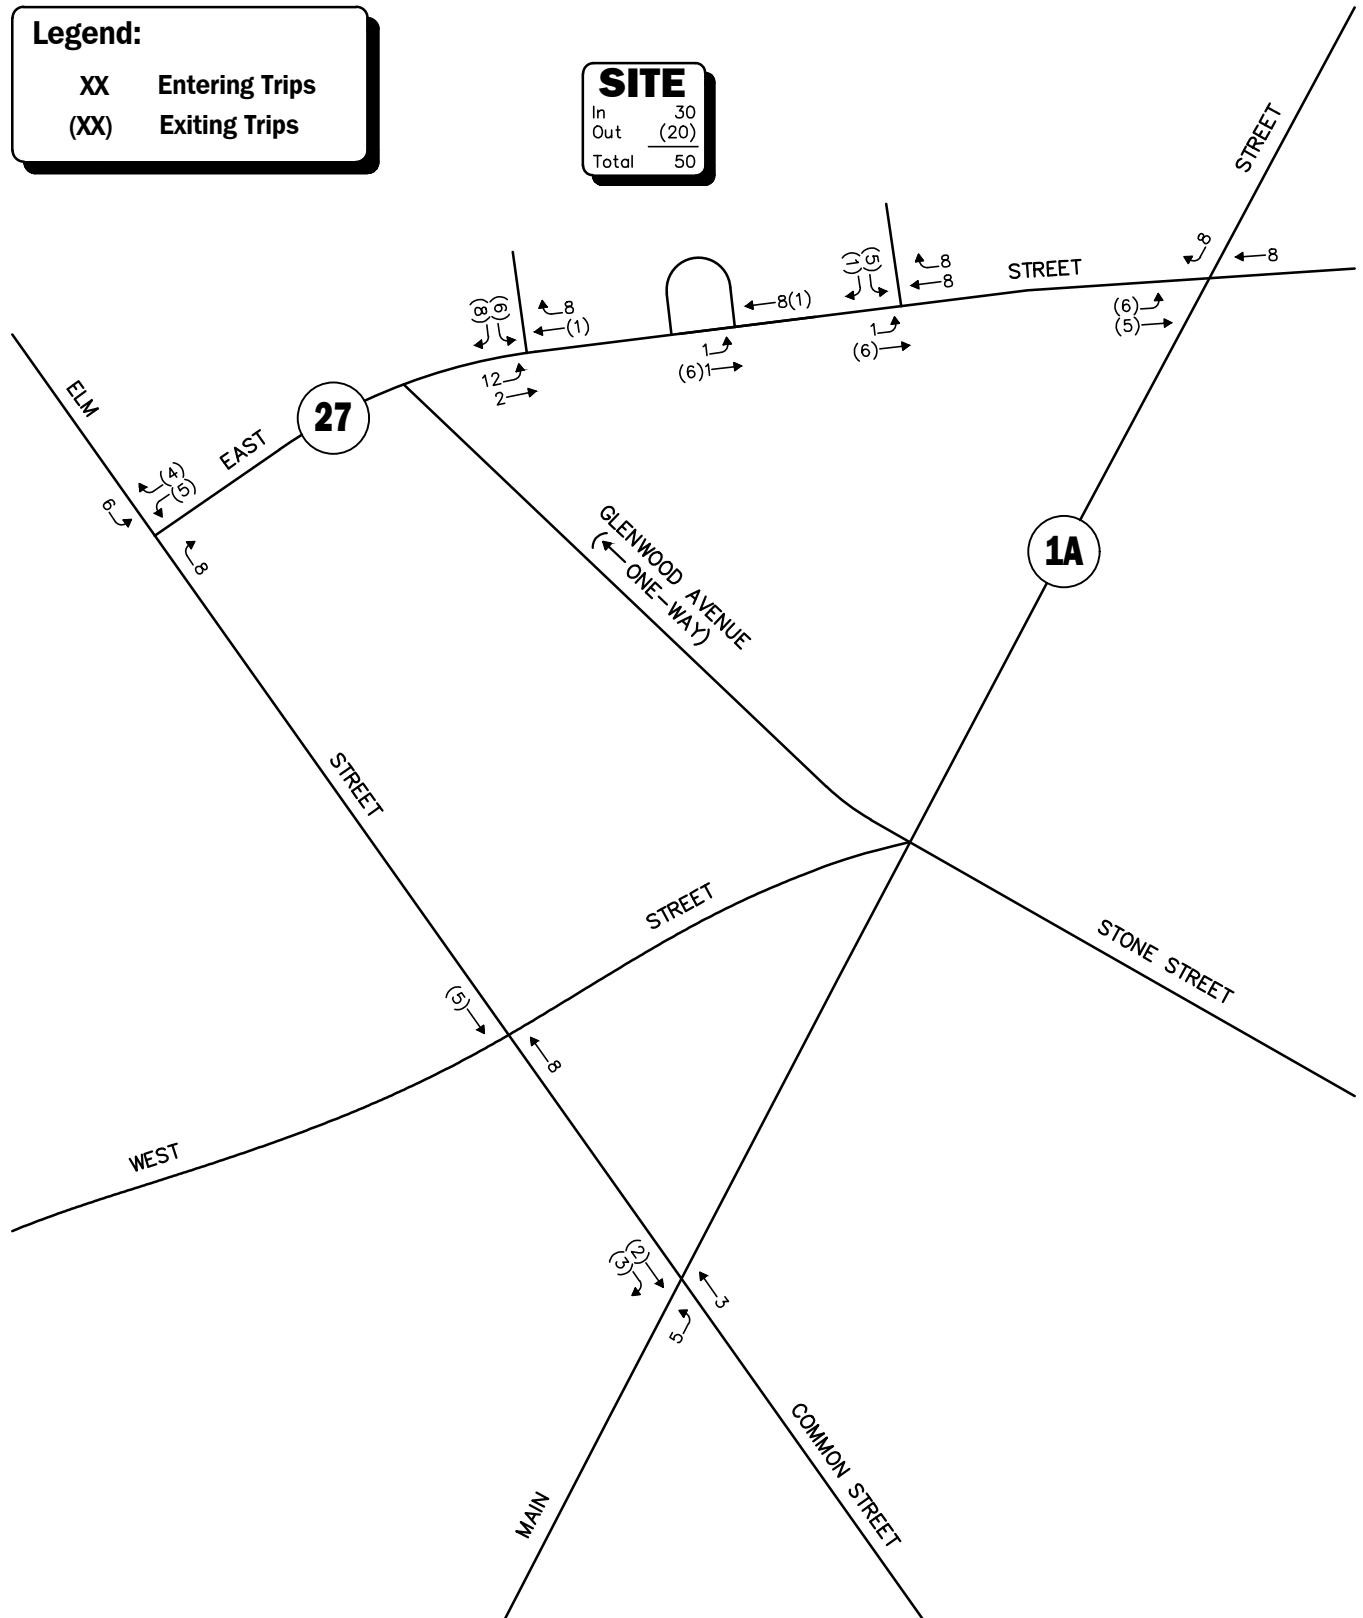 Legend:
XX Entering Trips
(XX) Exiting Trips
SITE
In 30
Out (20)
Total 50
STREET
8
8
STREET
(6)
(5)
(1)
(5)
8
8
1
(6)
8(1)
1
(6)1
(8)
(6)
8
(1)
12
2
27
EAST
ELM
(4)
(5)
6
8
GLENWOOD AVENUE
(← ONE-WAY)
1A
STREET
STREET
STONE STREET
(5)
8
WEST
(2)
(3)
3
5
COMMON STREET
MAIN